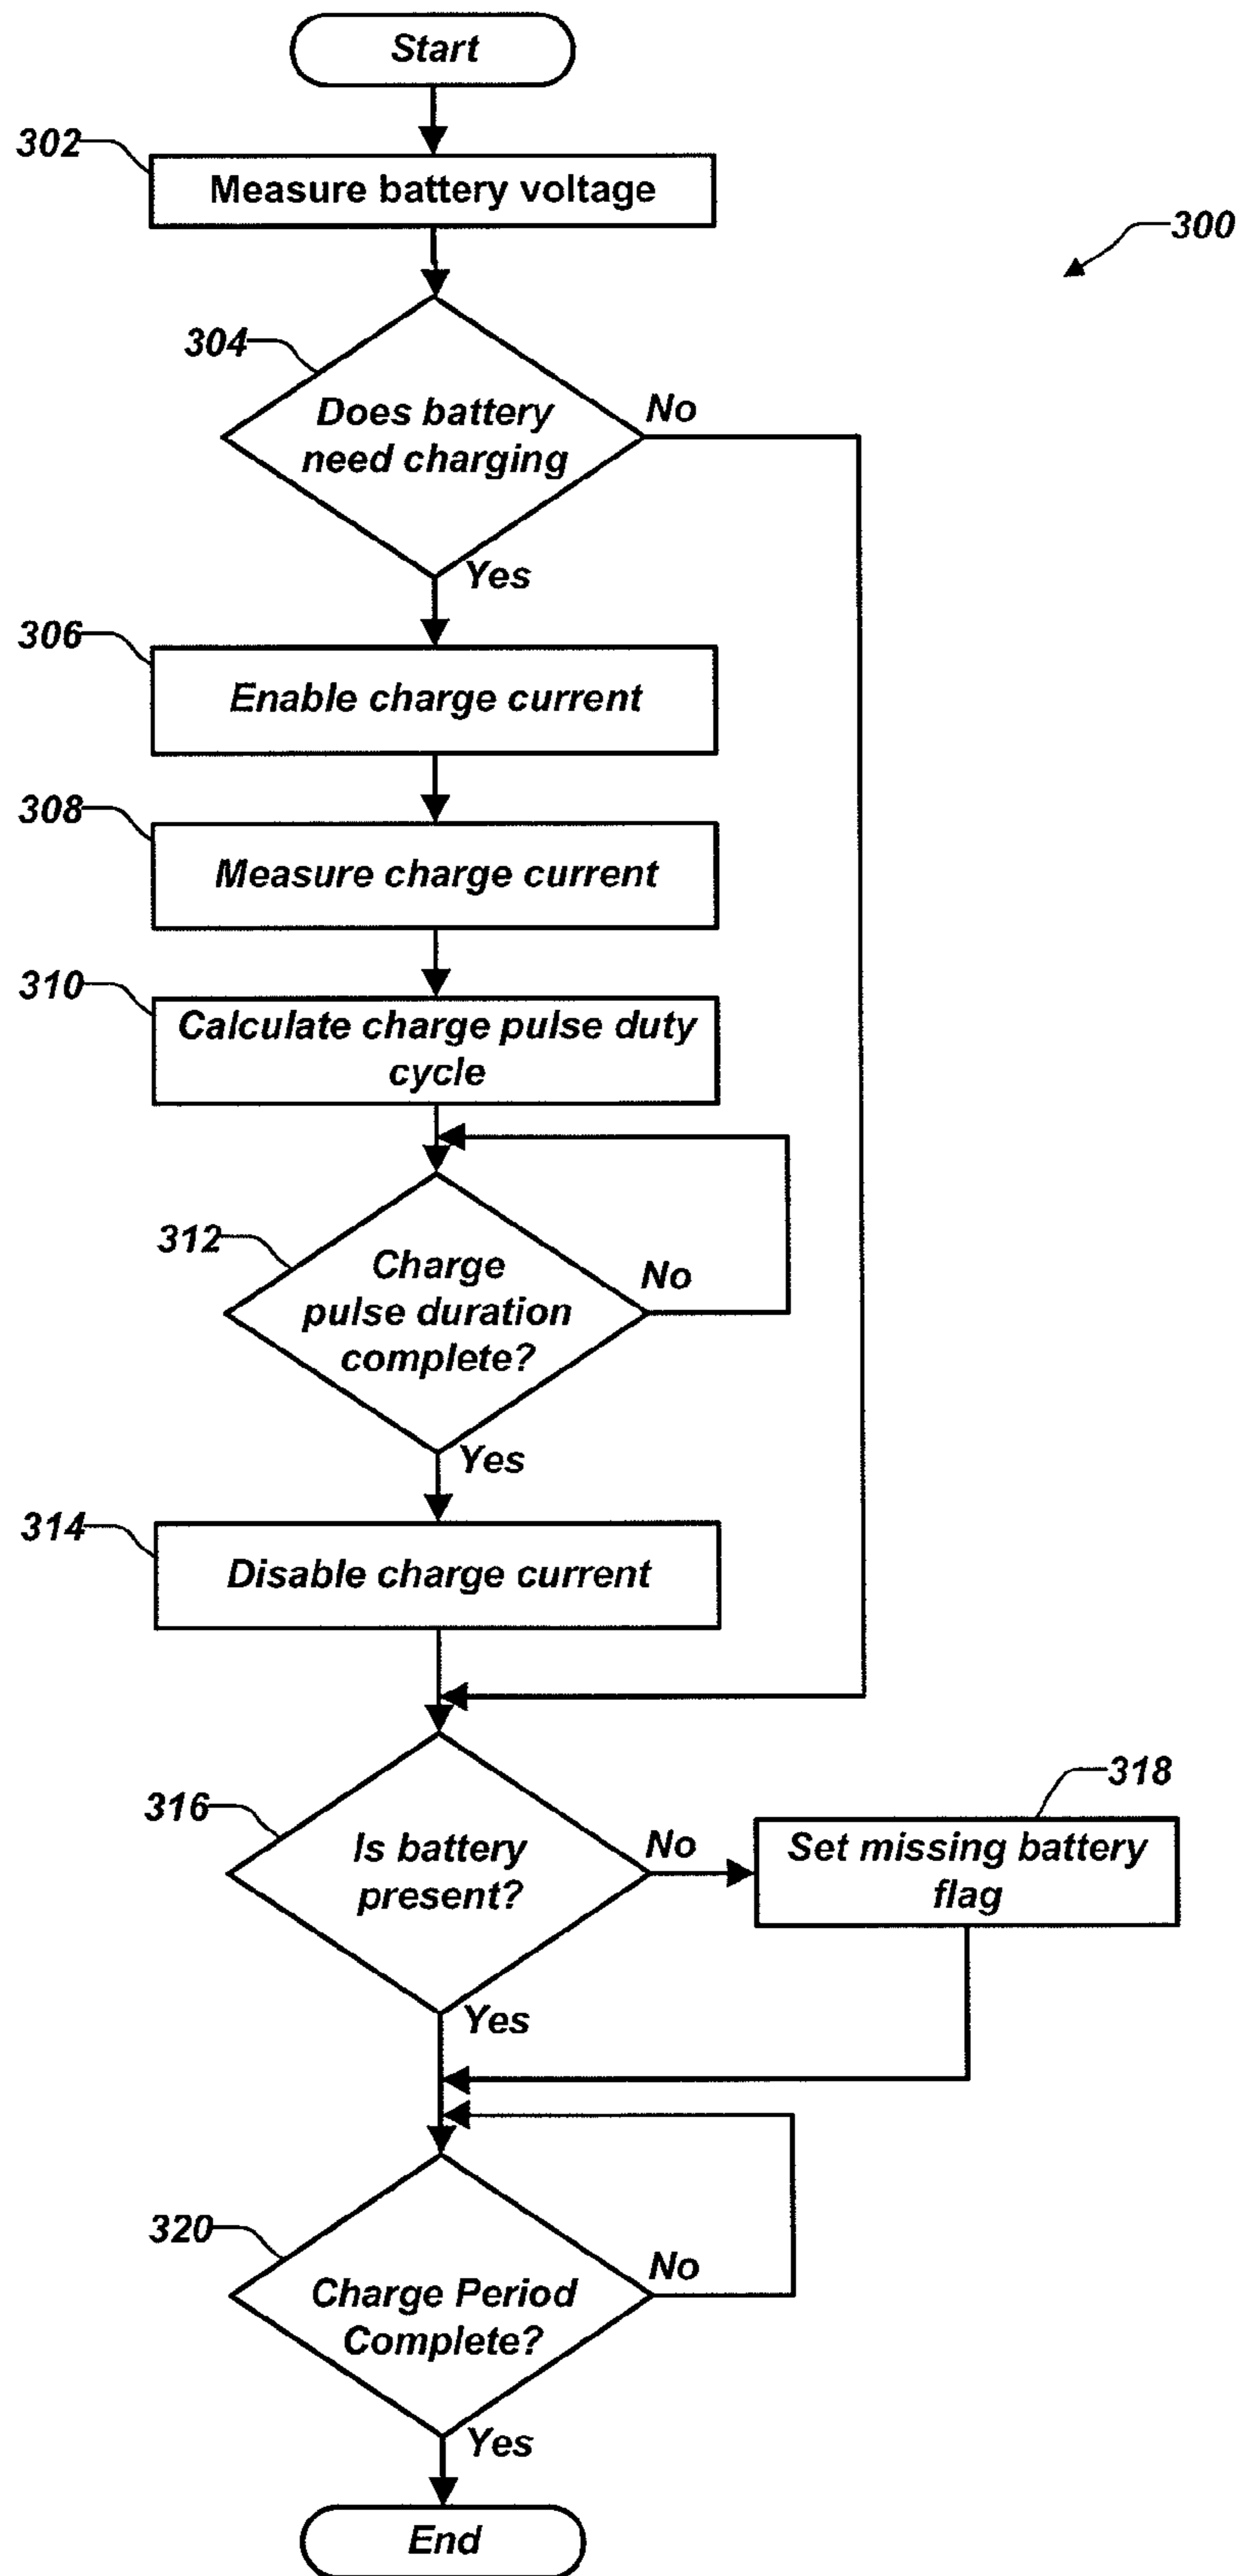 Start
302
Measure battery voltage
300
304
Does battery
need charging
No
Yes
306
Enable charge current
308
Measure charge current
310
Calculate charge pulse duty
cycle
312
Charge
pulse duration
complete?
No
Yes
314
Disable charge current
316
Is battery
present?
No
318
Set missing battery
flag
Yes
320
Charge Period
Complete?
No
Yes
End